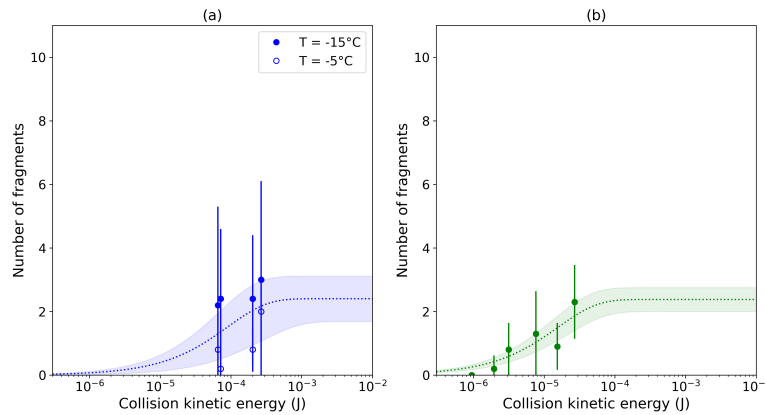 (a)
T = -15°C
T = -5°C
Number of fragments
10
8
6
4
2
0
10⁻⁶
10⁻⁵
10⁻⁴
10⁻³
10⁻²
Collision kinetic energy (J)
(b)
Number of fragments
10
8
6
4
2
0
10⁻⁶
10⁻⁵
10⁻⁴
10⁻³
10⁻
Collision kinetic energy (J)